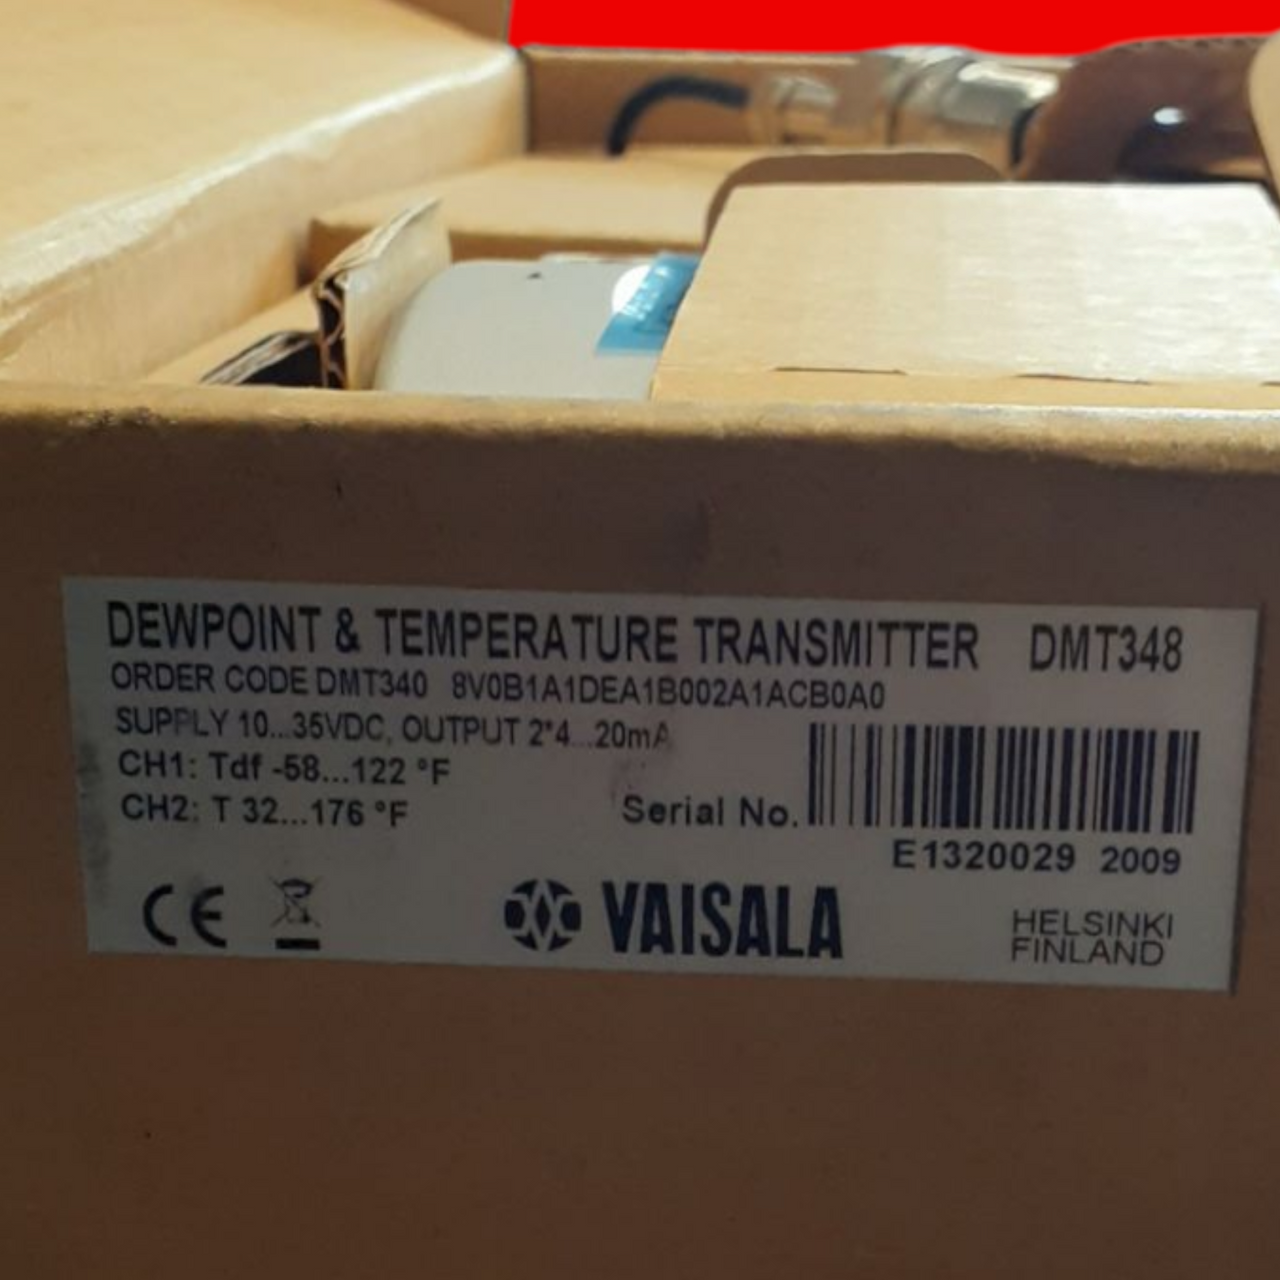 DEWPOINT & TEMPERATURE TRANSMITTER DMT348
ORDER CODE DMT340 8V0B1A1DEA1B002A1ACB0A0
SUPPLY 10...35VDC, OUTPUT 2*4...20mA
CH1: Tdf -58...122 °F
CH2: T 32...176 °F
Serial No.
E1320029 2009
CE
VAISALA
HELSINKI
FINLAND